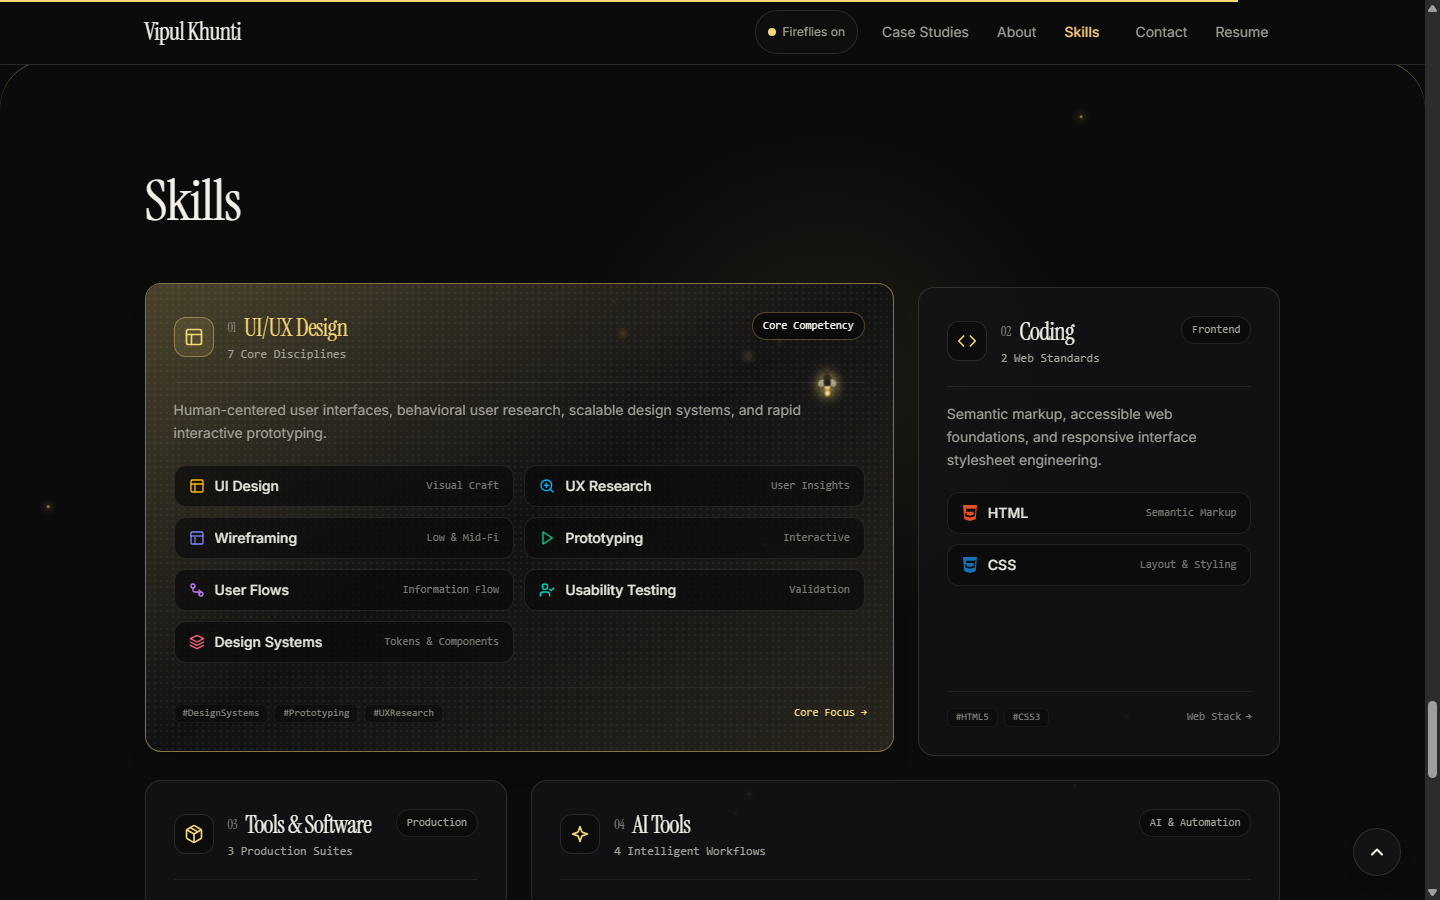 Vipul Khunti
Fireflies on
Case Studies
About
Skills
Contact
Resume
Skills
01 UI/UX Design
7 Core Disciplines
Core Competency
Human-centered user interfaces, behavioral user research, scalable design systems, and rapid
interactive prototyping.
UI Design
Visual Craft
UX Research
User Insights
Wireframing
Low & Mid-Fi
Prototyping
Interactive
User Flows
Information Flow
Usability Testing
Validation
Design Systems
Tokens & Components
#DesignSystems
#Prototyping
#UXResearch
Core Focus →
02 Coding
2 Web Standards
Frontend
Semantic markup, accessible web
foundations, and responsive interface
stylesheet engineering.
HTML
Semantic Markup
CSS
Layout & Styling
#HTML5
#CSS3
Web Stack →
03 Tools & Software
3 Production Suites
Production
04 AI Tools
4 Intelligent Workflows
AI & Automation